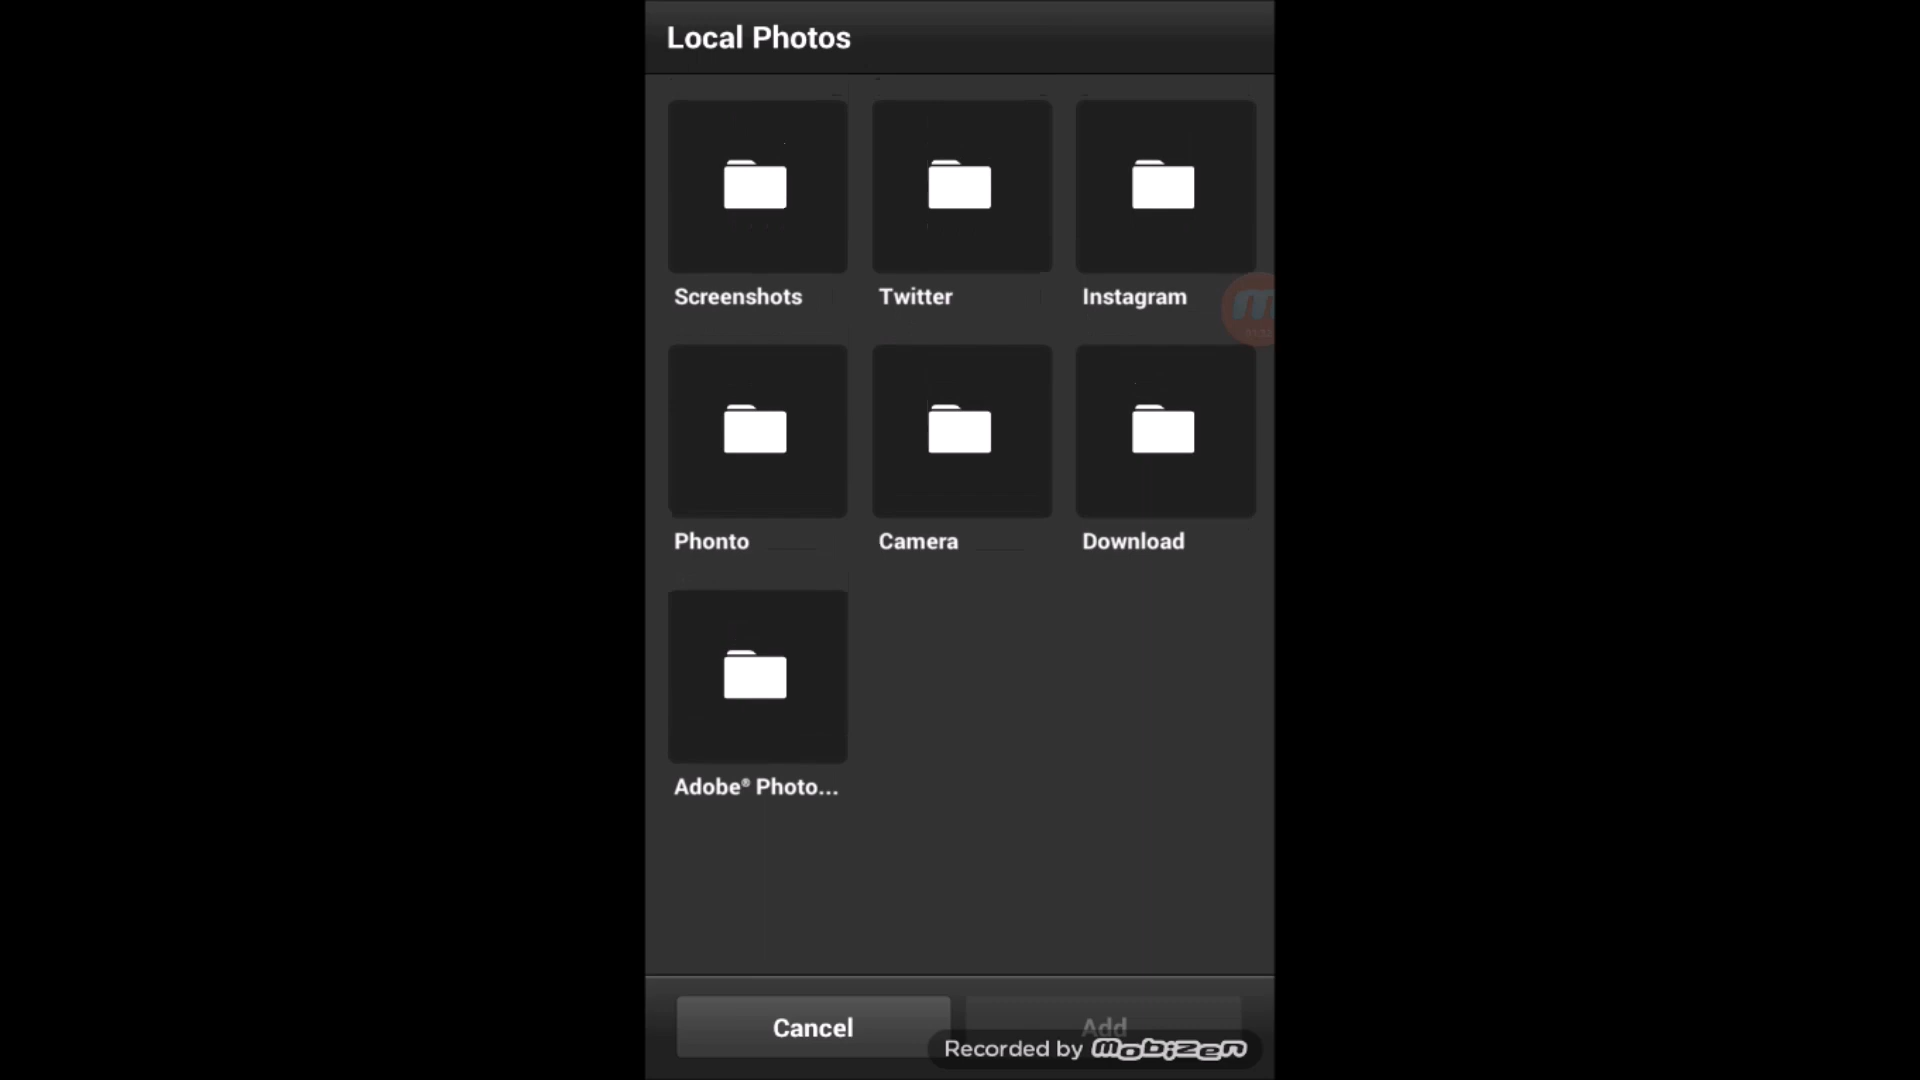 Local Photos
Screenshots Twitter Instagram
Phonto Camera Download
Adobe® Photo...
Cancel Add
Recorded by mobizen